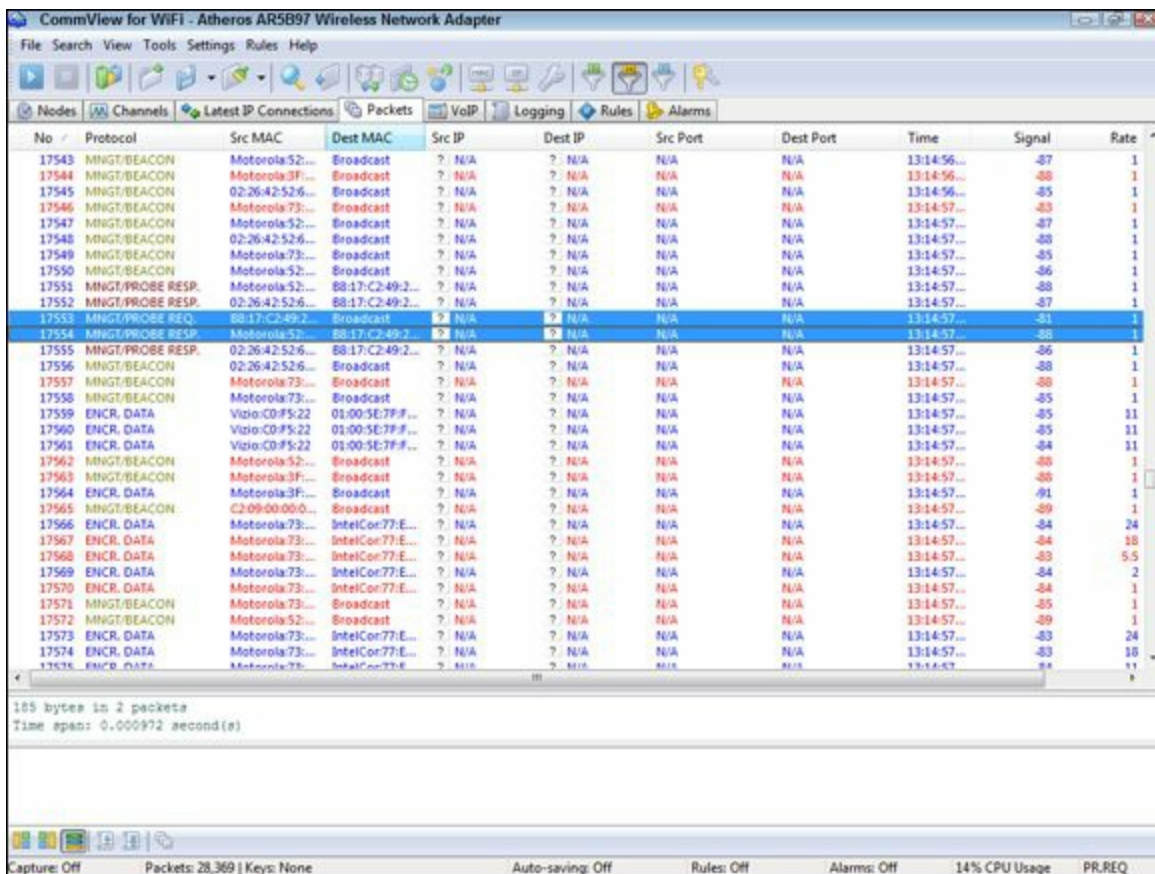 CommView for WiFi - Atheros AR5B97 Wireless Network Adapter
File Search View Tools Settings Rules Help
Nodes Channels Latest IP Connections Packets VoIP Logging Rules Alarms
No Protocol Src MAC Dest MAC Src IP Dest IP Src Port Dest Port Time Signal Rate
17543 MNGT/BEACON Motorola:52:... Broadcast ? N/A ? N/A N/A N/A 13:14:56... -87 1
17544 MNGT/BEACON Motorola:3F:... Broadcast ? N/A ? N/A N/A N/A 13:14:56... -88 1
17545 MNGT/BEACON 02:26:42:52:6... Broadcast ? N/A ? N/A N/A N/A 13:14:56... -85 1
17546 MNGT/BEACON Motorola:73:... Broadcast ? N/A ? N/A N/A N/A 13:14:57... -83 1
17547 MNGT/BEACON Motorola:52:... Broadcast ? N/A ? N/A N/A N/A 13:14:57... -87 1
17548 MNGT/BEACON 02:26:42:52:6... Broadcast ? N/A ? N/A N/A N/A 13:14:57... -88 1
17549 MNGT/BEACON Motorola:73:... Broadcast ? N/A ? N/A N/A N/A 13:14:57... -85 1
17550 MNGT/BEACON Motorola:52:... Broadcast ? N/A ? N/A N/A N/A 13:14:57... -86 1
17551 MNGT/PROBE RESP. Motorola:52:... B8:17:C2:49:2... ? N/A ? N/A N/A N/A 13:14:57... -88 1
17552 MNGT/PROBE RESP. 02:26:42:52:6... B8:17:C2:49:2... ? N/A ? N/A N/A N/A 13:14:57... -87 1
17553 MNGT/PROBE REQ. B8:17:C2:49:2... Broadcast ? N/A ? N/A N/A N/A 13:14:57... -81 1
17554 MNGT/PROBE RESP. Motorola:52:... B8:17:C2:49:2... ? N/A ? N/A N/A N/A 13:14:57... -88 1
17555 MNGT/PROBE RESP. 02:26:42:52:6... B8:17:C2:49:2... ? N/A ? N/A N/A N/A 13:14:57... -86 1
17556 MNGT/BEACON 02:26:42:52:6... Broadcast ? N/A ? N/A N/A N/A 13:14:57... -88 1
17557 MNGT/BEACON Motorola:73:... Broadcast ? N/A ? N/A N/A N/A 13:14:57... -88 1
17558 MNGT/BEACON Motorola:73:... Broadcast ? N/A ? N/A N/A N/A 13:14:57... -85 1
17559 ENCR. DATA Vizio:C0:F5:22 01:00:5E:7F:F... ? N/A ? N/A N/A N/A 13:14:57... -85 11
17560 ENCR. DATA Vizio:C0:F5:22 01:00:5E:7F:F... ? N/A ? N/A N/A N/A 13:14:57... -85 11
17561 ENCR. DATA Vizio:C0:F5:22 01:00:5E:7F:F... ? N/A ? N/A N/A N/A 13:14:57... -84 11
17562 MNGT/BEACON Motorola:52:... Broadcast ? N/A ? N/A N/A N/A 13:14:57... -88 1
17563 MNGT/BEACON Motorola:3F:... Broadcast ? N/A ? N/A N/A N/A 13:14:57... -88 1
17564 ENCR. DATA Motorola:3F:... Broadcast ? N/A ? N/A N/A N/A 13:14:57... -91 1
17565 MNGT/BEACON C2:09:00:00:0... Broadcast ? N/A ? N/A N/A N/A 13:14:57... -89 1
17566 ENCR. DATA Motorola:73:... IntelCor:77:E... ? N/A ? N/A N/A N/A 13:14:57... -84 24
17567 ENCR. DATA Motorola:73:... IntelCor:77:E... ? N/A ? N/A N/A N/A 13:14:57... -84 18
17568 ENCR. DATA Motorola:73:... IntelCor:77:E... ? N/A ? N/A N/A N/A 13:14:57... -83 5.5
17569 ENCR. DATA Motorola:73:... IntelCor:77:E... ? N/A ? N/A N/A N/A 13:14:57... -84 2
17570 ENCR. DATA Motorola:73:... IntelCor:77:E... ? N/A ? N/A N/A N/A 13:14:57... -84 1
17571 MNGT/BEACON Motorola:73:... Broadcast ? N/A ? N/A N/A N/A 13:14:57... -85 1
17572 MNGT/BEACON Motorola:52:... Broadcast ? N/A ? N/A N/A N/A 13:14:57... -89 1
17573 ENCR. DATA Motorola:73:... IntelCor:77:E... ? N/A ? N/A N/A N/A 13:14:57... -83 24
17574 ENCR. DATA Motorola:73:... IntelCor:77:E... ? N/A ? N/A N/A N/A 13:14:57... -83 18
17575 ENCR. DATA Motorola:73:... IntelCor:77:E... ? N/A ? N/A N/A N/A 13:14:57... -84 11
185 bytes in 2 packets
Time span: 0.000972 second(s)
Capture: Off Packets: 28,369 | Keys: None Auto-saving: Off Rules: Off Alarms: Off 14% CPU Usage PR.REQ